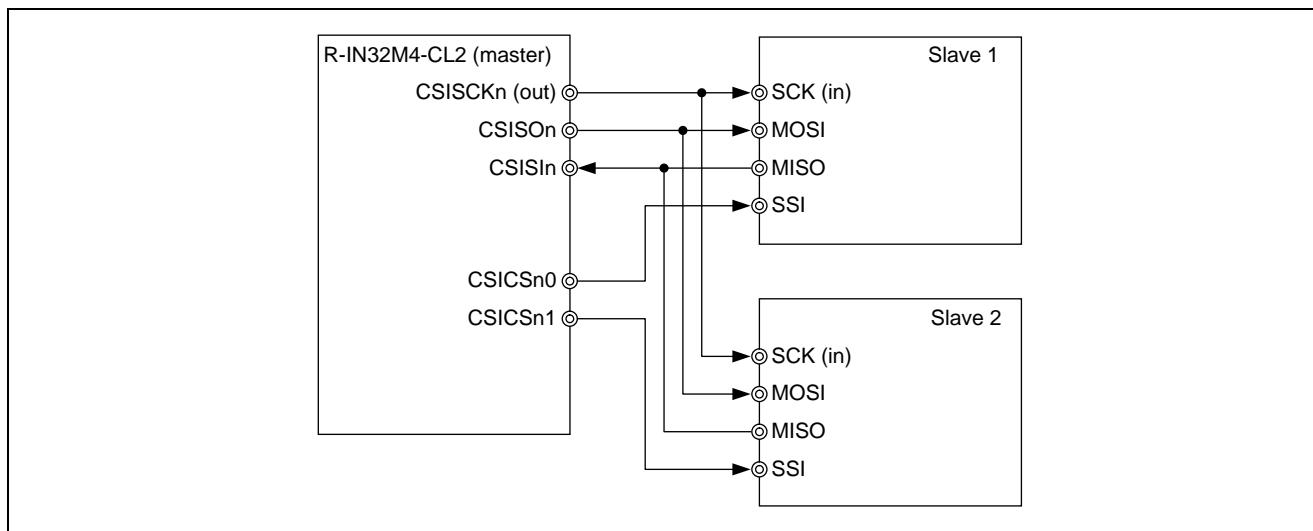 R-IN32M4-CL2 (master)
CSISCKn (out)
CSISOn
CSISIn
CSICSn0
CSICSn1
Slave 1
SCK (in)
MOSI
MISO
SSI
Slave 2
SCK (in)
MOSI
MISO
SSI